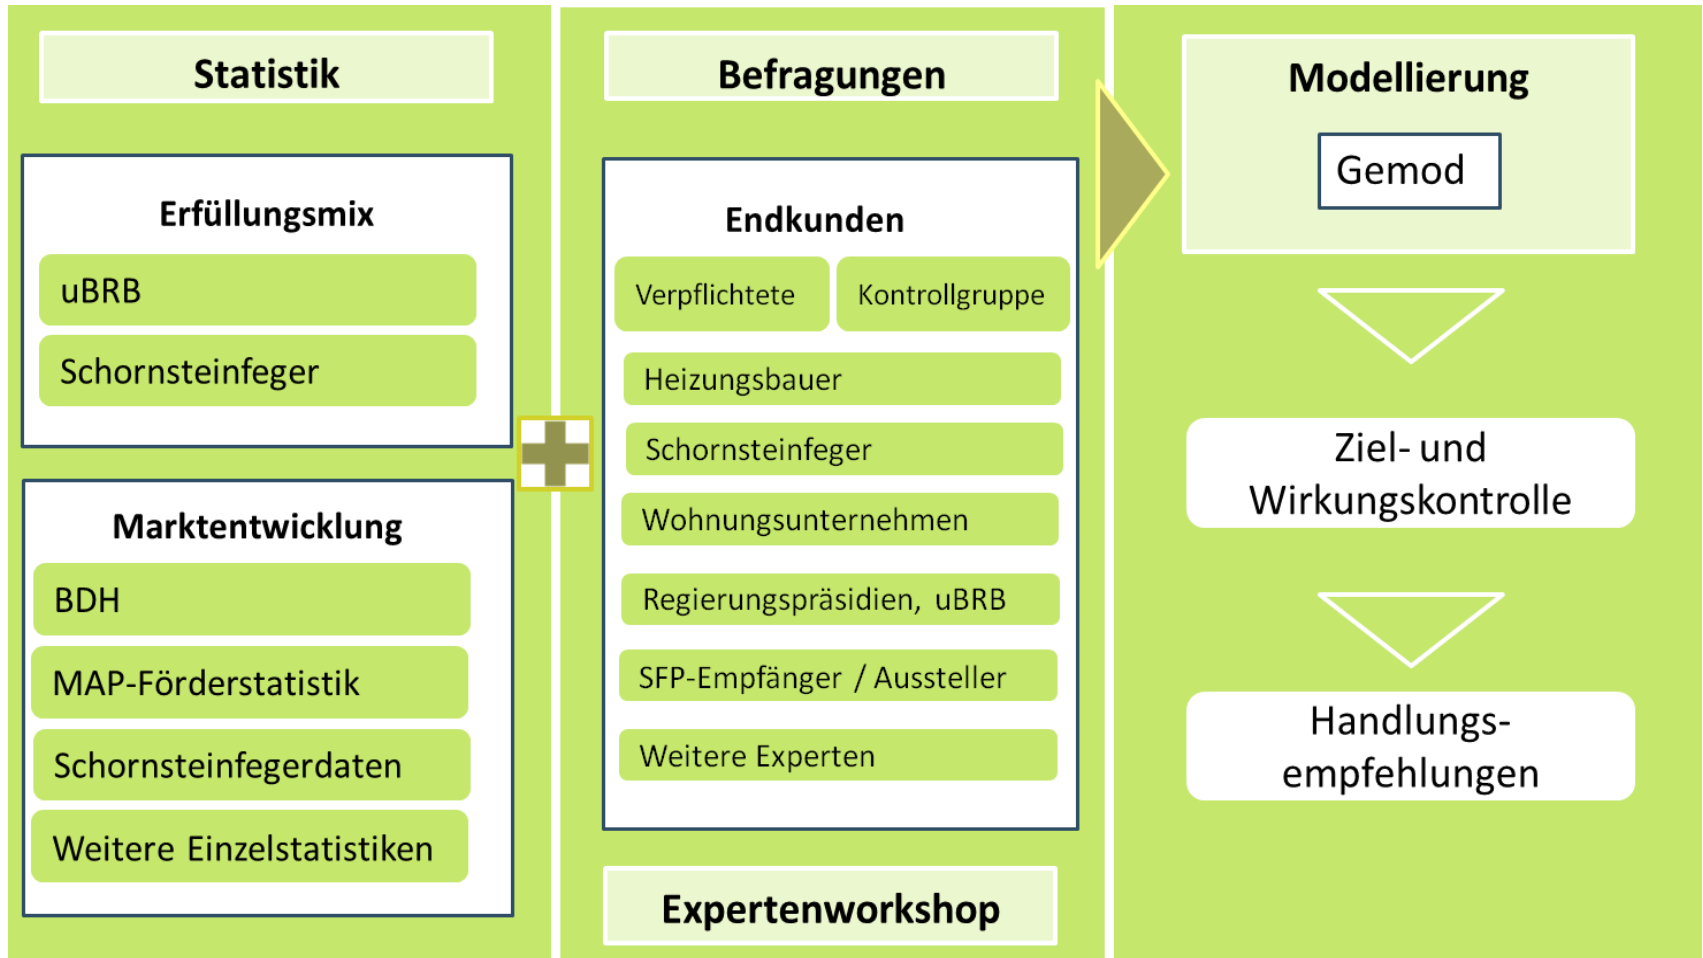 Statistik
Erfüllungsmix
uBRB
Schornsteinfeger
Marktentwicklung
BDH
MAP-Förderstatistik
Schornsteinfegerdaten
Weitere Einzelstatistiken
Befragungen
Endkunden
Verpflichtete
Kontrollgruppe
Heizungsbauer
Schornsteinfeger
Wohnungsunternehmen
Regierungspräsidien, uBRB
SFP-Empfänger / Aussteller
Weitere Experten
Expertenworkshop
Modellierung
Gemod
Ziel- und
Wirkungskontrolle
Handlungs-
empfehlungen